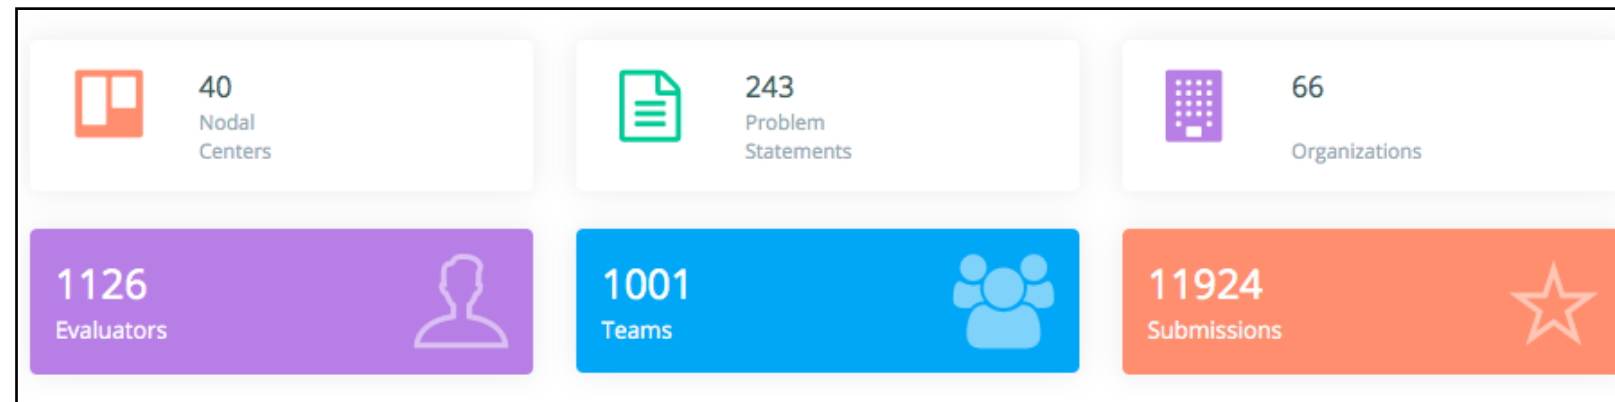 40
Nodal
Centers
243
Problem
Statements
66
Organizations
1126
Evaluators
1001
Teams
11924
Submissions